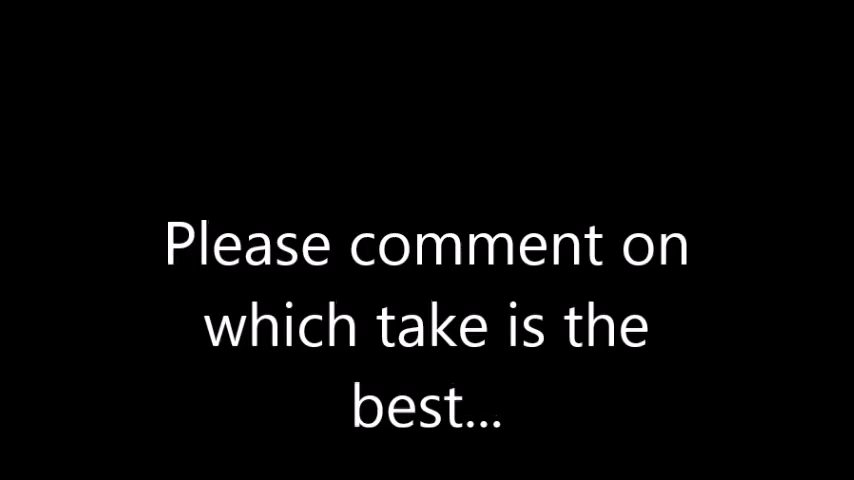 Please comment on
which take is the
best...